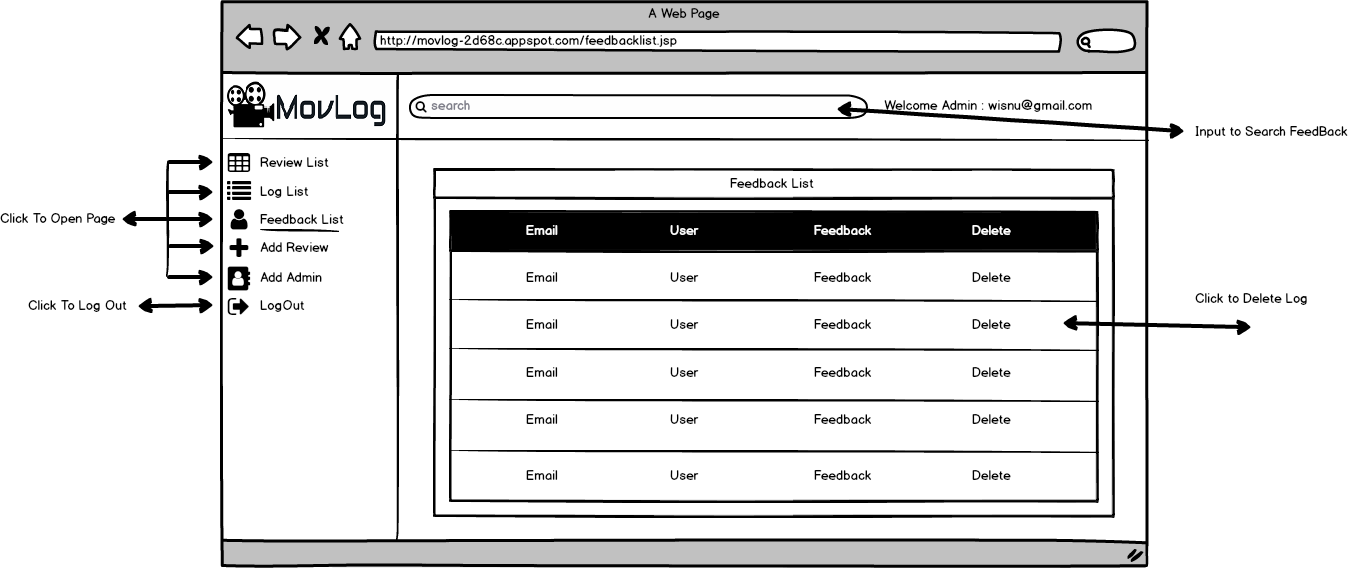 A Web Page
http://movlog-2d68c.appspot.com/feedbacklist.jsp
MovLog
search
Welcome Admin : wisnu@gmail.com
Input to Search FeedBack
Review List
Log List
Click To Open Page
Feedback List
Add Review
Add Admin
Click To Log Out
LogOut
Feedback List
Email User Feedback Delete
Email User Feedback Delete
Email User Feedback Delete
Email User Feedback Delete
Email User Feedback Delete
Email User Feedback Delete
Click to Delete Log